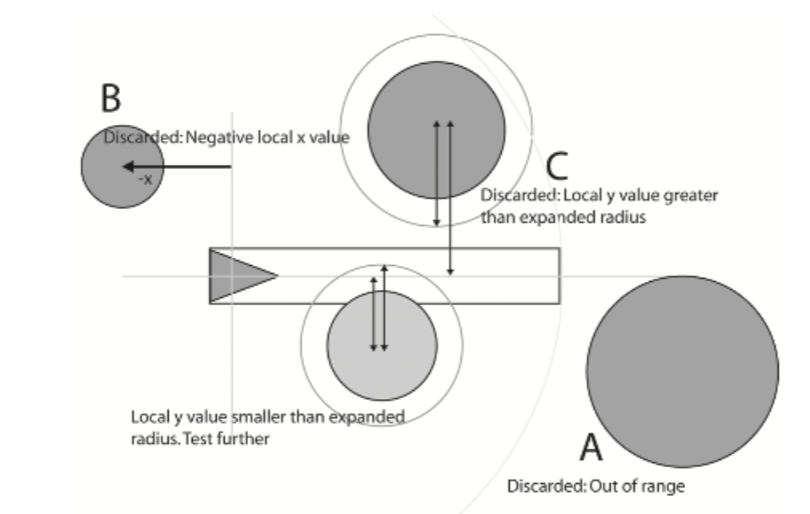 B
Discarded: Negative local x value
-x
C
Discarded: Local y value greater
than expanded radius
Local y value smaller than expanded
radius. Test further
A
Discarded: Out of range